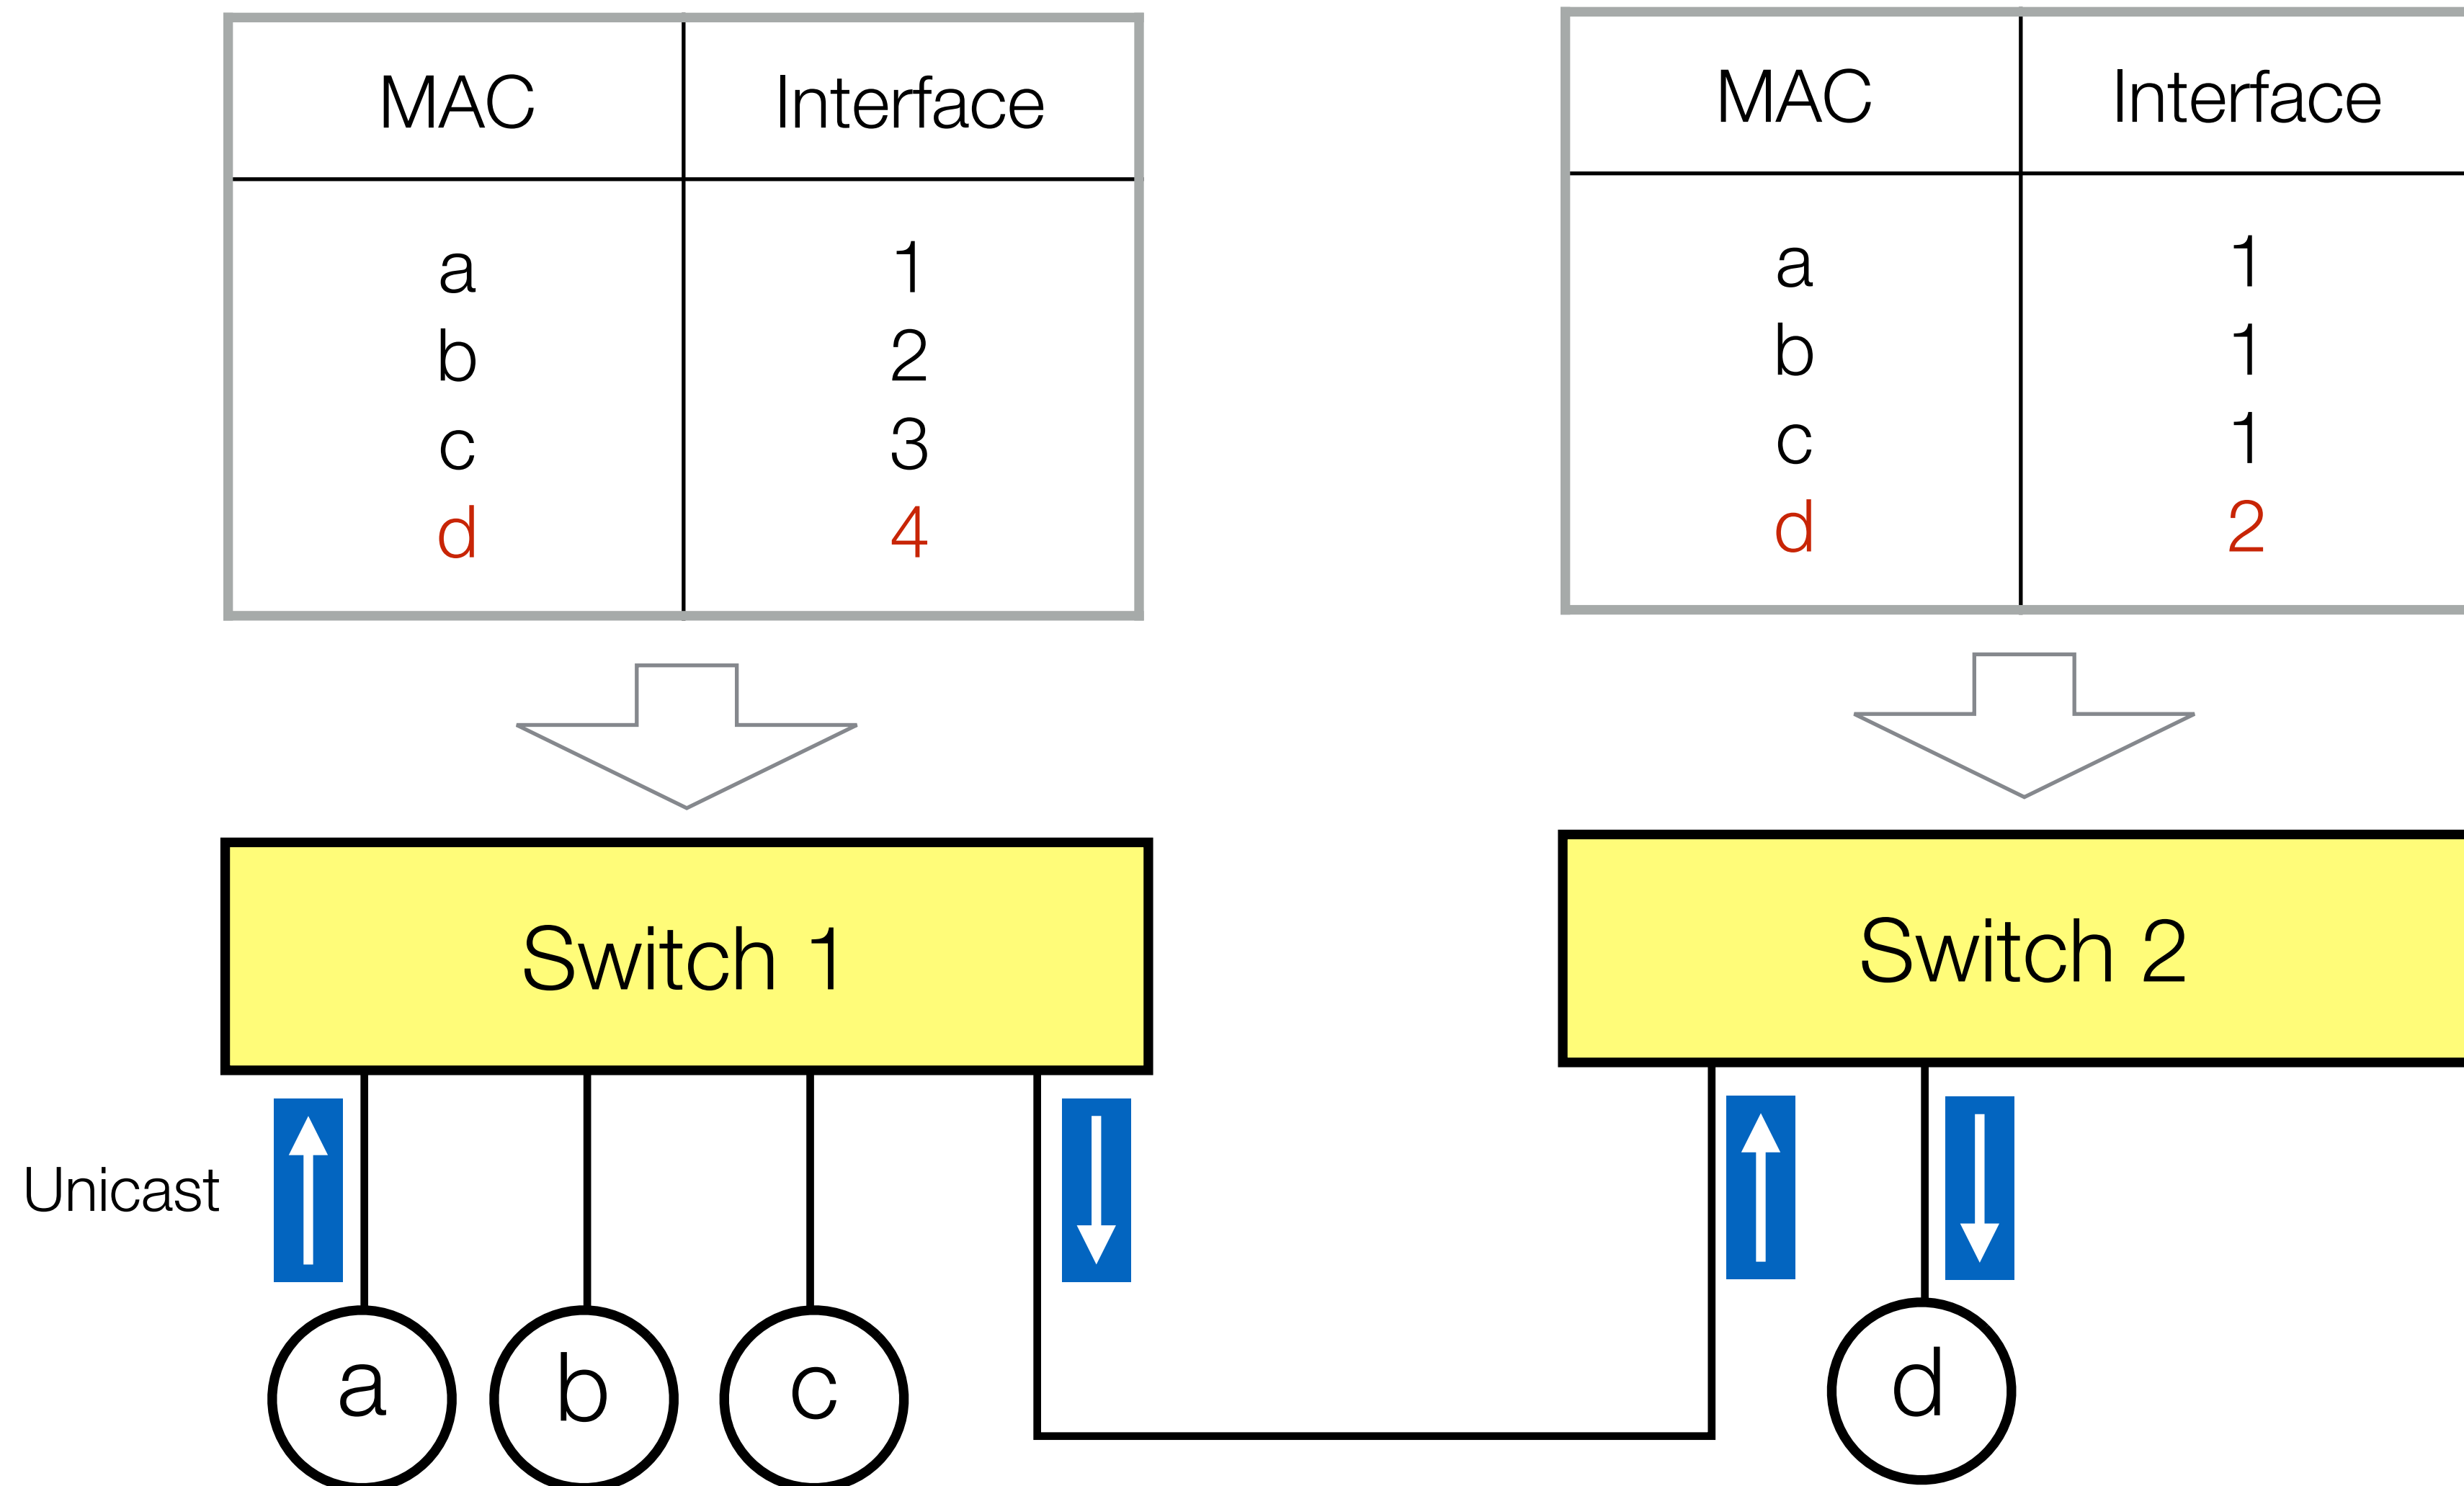 MAC Interface
a 1
b 2
c 3
d 4
MAC Interface
a 1
b 1
c 1
d 2
Switch 1
Switch 2
Unicast
a
b
c
d